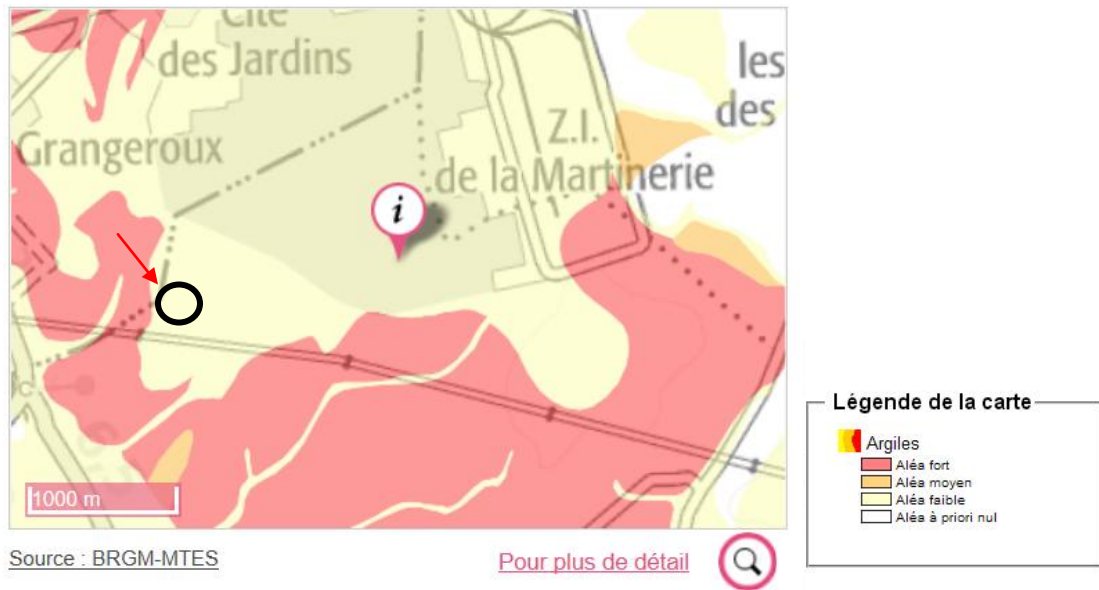 Cité
des Jardins
les
des
Grangeroux
Z.I.
de la Martinerie
i
1000 m
Source : BRGM-MTES
Pour plus de détail
Légende de la carte
Argiles
Aléa fort
Aléa moyen
Aléa faible
Aléa à priori nul